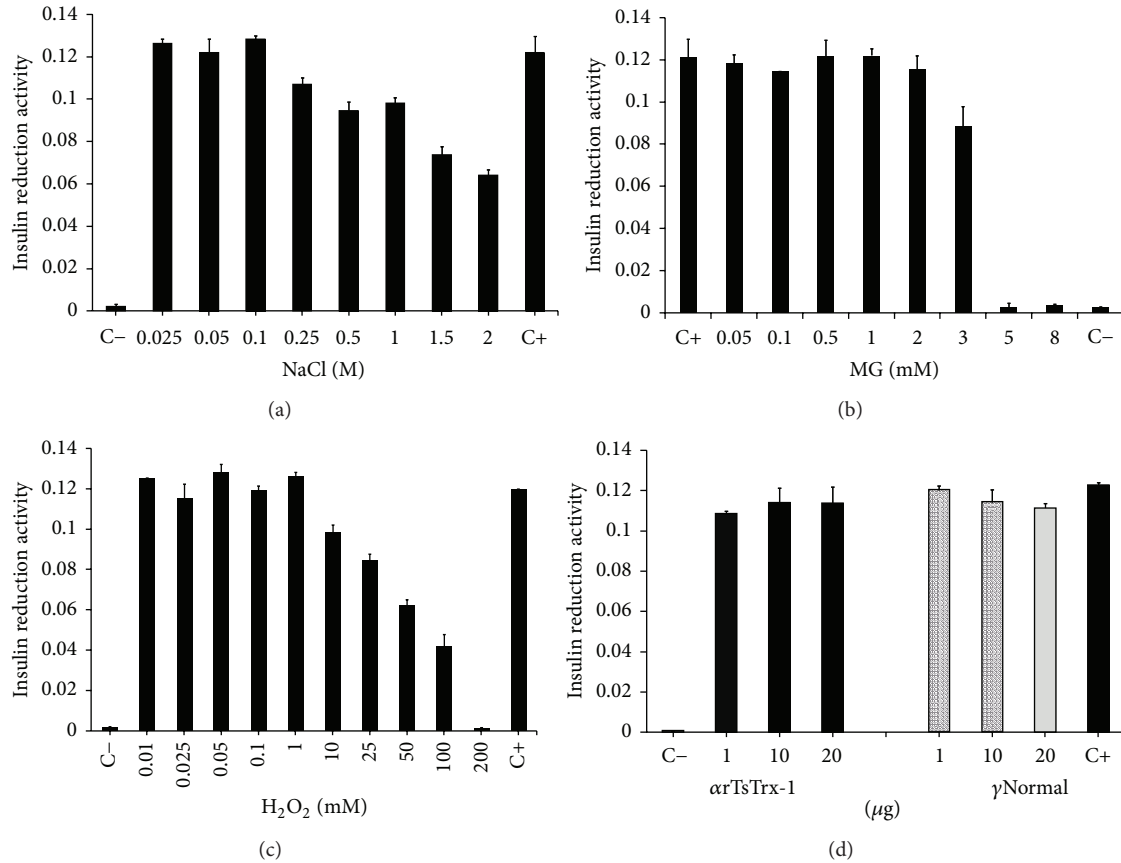 0.14
0.12
0.1
0.08
0.06
0.04
0.02
0
Insulin reduction activity
C− 0.025 0.05 0.1 0.25 0.5 1 1.5 2 C+
NaCl (M)
(a)
0.14
0.12
0.1
0.08
0.06
0.04
0.02
0
Insulin reduction activity
C+ 0.05 0.1 0.5 1 2 3 5 8 C−
MG (mM)
(b)
0.14
0.12
0.1
0.08
0.06
0.04
0.02
0
Insulin reduction activity
C− 0.01 0.025 0.05 0.1 1 10 25 50 100 200 C+
H₂O₂ (mM)
(c)
0.14
0.12
0.1
0.08
0.06
0.04
0.02
0
Insulin reduction activity
C− 1 10 20 1 10 20 C+
αrTsTrx-1 γNormal
(μg)
(d)